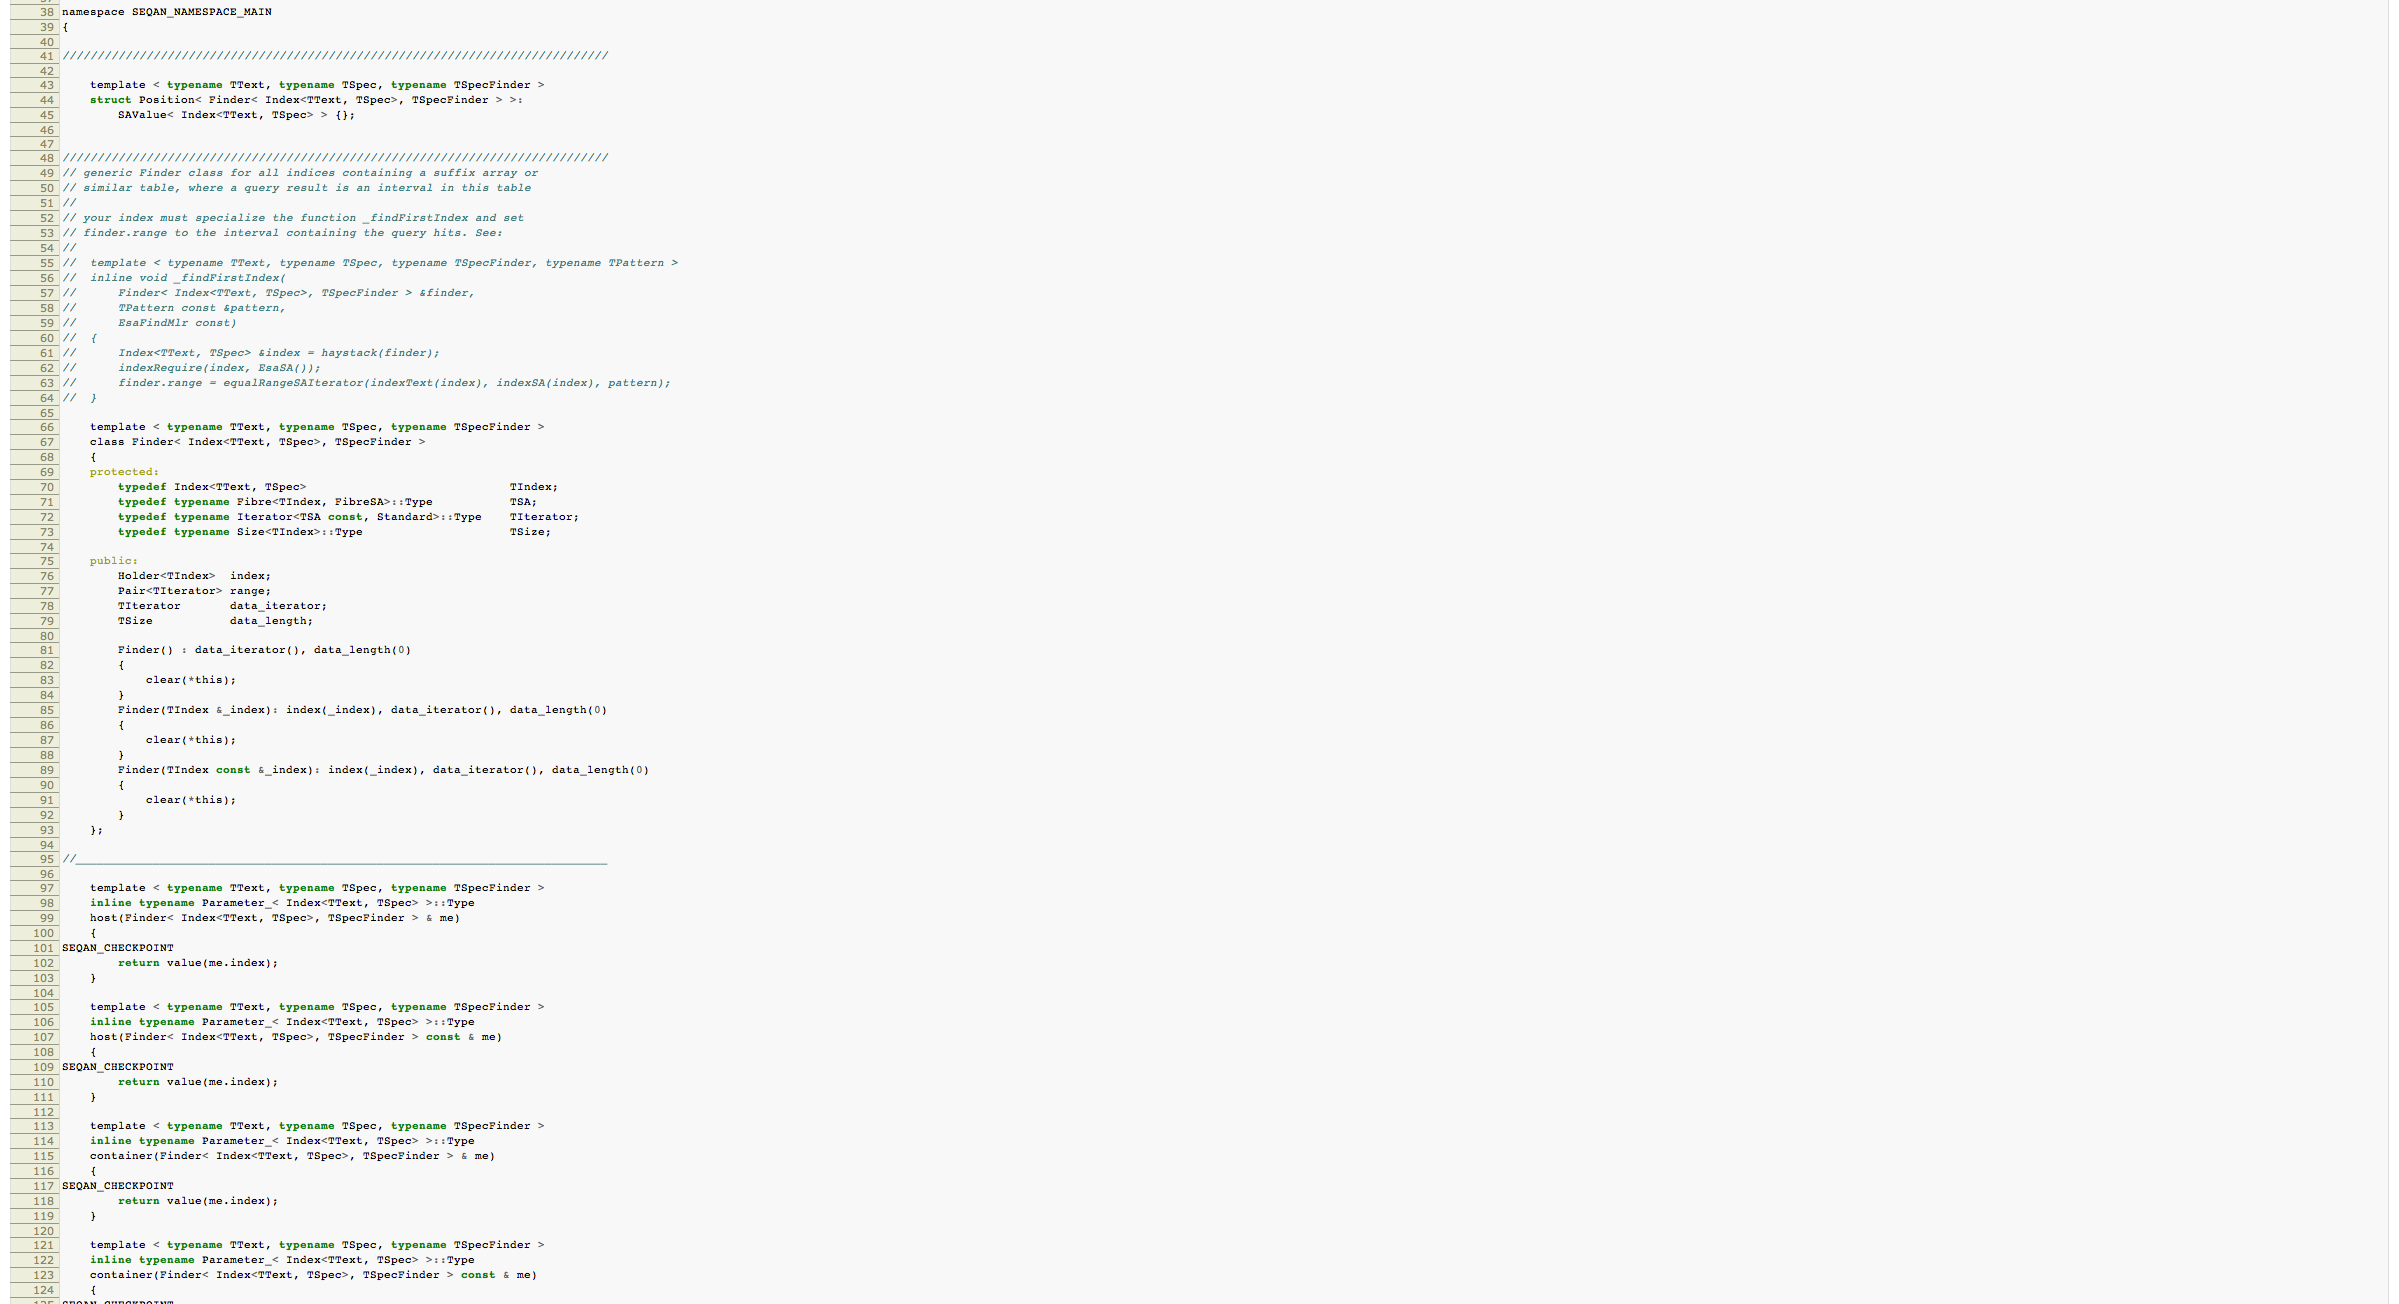 38 namespace SEQAN_NAMESPACE_MAIN
39 {
40
41 //////////////////////////////////////////////////////////////////////////////
42
43     template < typename TText, typename TSpec, typename TSpecFinder >
44     struct Position< Finder< Index<TText, TSpec>, TSpecFinder > >:
45         SAValue< Index<TText, TSpec> > {};
46
47
48 //////////////////////////////////////////////////////////////////////////////
49 // generic Finder class for all indices containing a suffix array or
50 // similar table, where a query result is an interval in this table
51 //
52 // your index must specialize the function _findFirstIndex and set
53 // finder.range to the interval containing the query hits. See:
54 //
55 //  template < typename TText, typename TSpec, typename TSpecFinder, typename TPattern >
56 //  inline void _findFirstIndex(
57 //      Finder< Index<TText, TSpec>, TSpecFinder > &finder,
58 //      TPattern const &pattern,
59 //      EsaFindMlr const)
60 //  {
61 //      Index<TText, TSpec> &index = haystack(finder);
62 //      indexRequire(index, EsaSA());
63 //      finder.range = equalRangeSAIterator(indexText(index), indexSA(index), pattern);
64 //  }
65
66     template < typename TText, typename TSpec, typename TSpecFinder >
67     class Finder< Index<TText, TSpec>, TSpecFinder >
68     {
69     protected:
70         typedef Index<TText, TSpec>                             TIndex;
71         typedef typename Fibre<TIndex, FibreSA>::Type           TSA;
72         typedef typename Iterator<TSA const, Standard>::Type    TIterator;
73         typedef typename Size<TIndex>::Type                     TSize;
74
75     public:
76         Holder<TIndex>  index;
77         Pair<TIterator> range;
78         TIterator       data_iterator;
79         TSize           data_length;
80
81         Finder() : data_iterator(), data_length(0)
82         {
83             clear(*this);
84         }
85         Finder(TIndex &_index): index(_index), data_iterator(), data_length(0)
86         {
87             clear(*this);
88         }
89         Finder(TIndex const &_index): index(_index), data_iterator(), data_length(0)
90         {
91             clear(*this);
92         }
93     };
94
95 //____________________________________________________________________________
96
97     template < typename TText, typename TSpec, typename TSpecFinder >
98     inline typename Parameter_< Index<TText, TSpec> >::Type
99     host(Finder< Index<TText, TSpec>, TSpecFinder > & me)
100     {
101 SEQAN_CHECKPOINT
102         return value(me.index);
103     }
104
105     template < typename TText, typename TSpec, typename TSpecFinder >
106     inline typename Parameter_< Index<TText, TSpec> >::Type
107     host(Finder< Index<TText, TSpec>, TSpecFinder > const & me)
108     {
109 SEQAN_CHECKPOINT
110         return value(me.index);
111     }
112
113     template < typename TText, typename TSpec, typename TSpecFinder >
114     inline typename Parameter_< Index<TText, TSpec> >::Type
115     container(Finder< Index<TText, TSpec>, TSpecFinder > & me)
116     {
117 SEQAN_CHECKPOINT
118         return value(me.index);
119     }
120
121     template < typename TText, typename TSpec, typename TSpecFinder >
122     inline typename Parameter_< Index<TText, TSpec> >::Type
123     container(Finder< Index<TText, TSpec>, TSpecFinder > const & me)
124     {